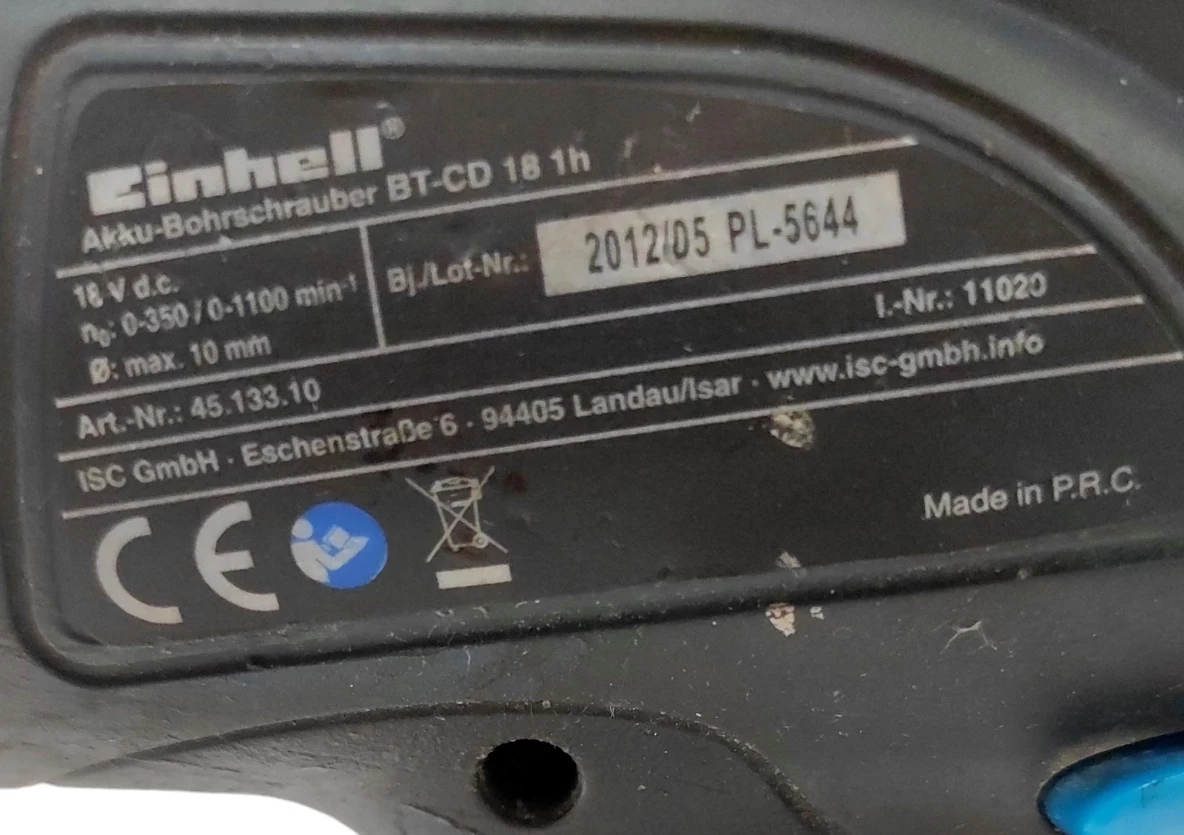 Einhell®
Akku-Bohrschrauber BT-CD 18 1h
18 V d.c.
n₀: 0-350 / 0-1100 min⁻¹
Ø: max. 10 mm
Bj./Lot-Nr.: 2012/05 PL-5644
Art.-Nr.: 45.133.10
I.-Nr.: 11020
ISC GmbH · Eschenstraße 6 · 94405 Landau/Isar · www.isc-gmbh.info
CE
Made in P.R.C.